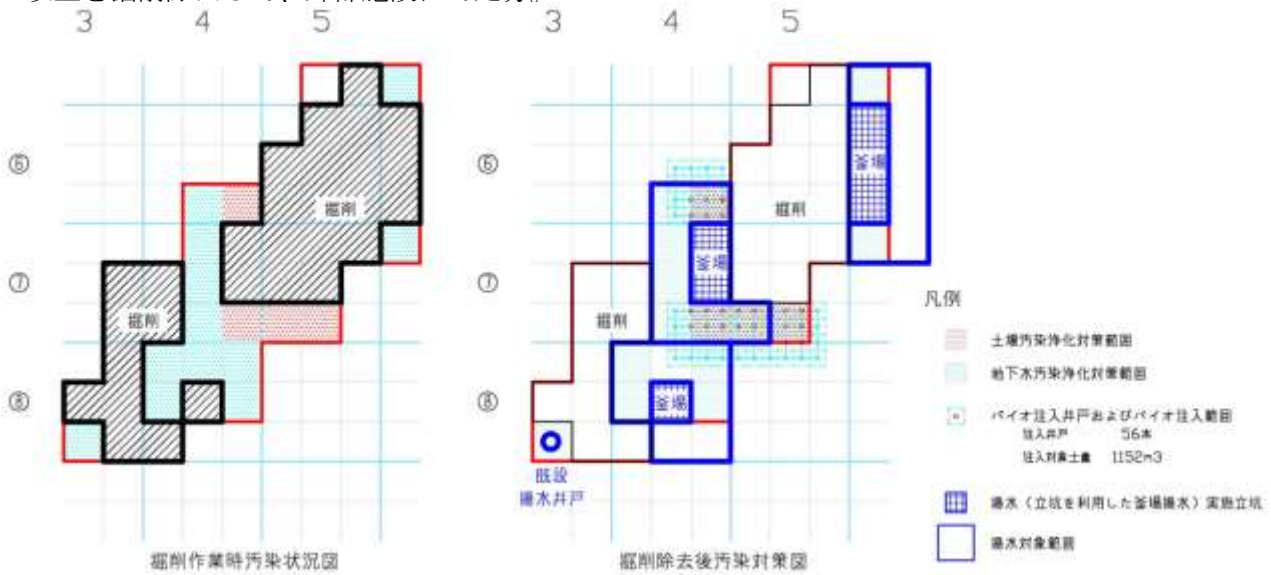 3 4 5 3 4 5
⑥ ⑥
釜場
掘削 掘削
釜場
⑦ ⑦
凡例
掘削 掘削
土壌汚染浄化対策範囲
地下水汚染浄化対策範囲
⑧ ⑧
釜場
バイオ注入井戸およびバイオ注入範囲
注入井戸 56本
注入対象土量 1152m3
既設
揚水井戸
揚水（立坑を利用した釜場揚水）実施立坑
揚水対象範囲
掘削作業時汚染状況図 掘削除去後汚染対策図